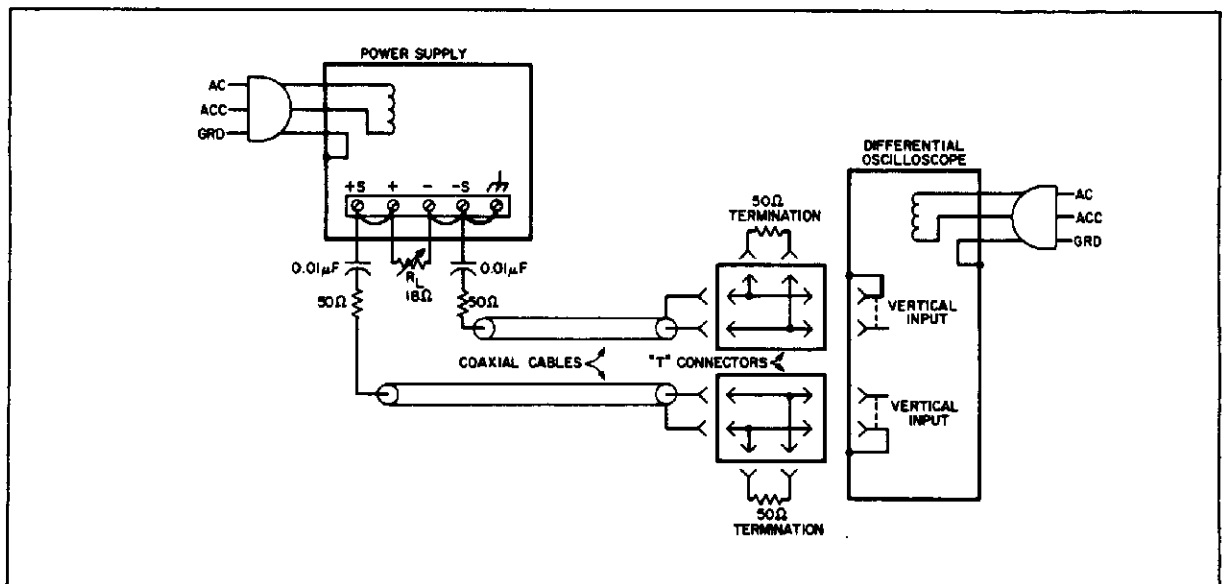 POWER SUPPLY
AC
ACC
GRD
+S + - -S
0.01µF
R_L
18Ω
0.01µF
50Ω
50Ω
COAXIAL CABLES
"T" CONNECTORS
50Ω
TERMINATION
50Ω
TERMINATION
DIFFERENTIAL
OSCILLOSCOPE
AC
ACC
GRD
VERTICAL
INPUT
VERTICAL
INPUT